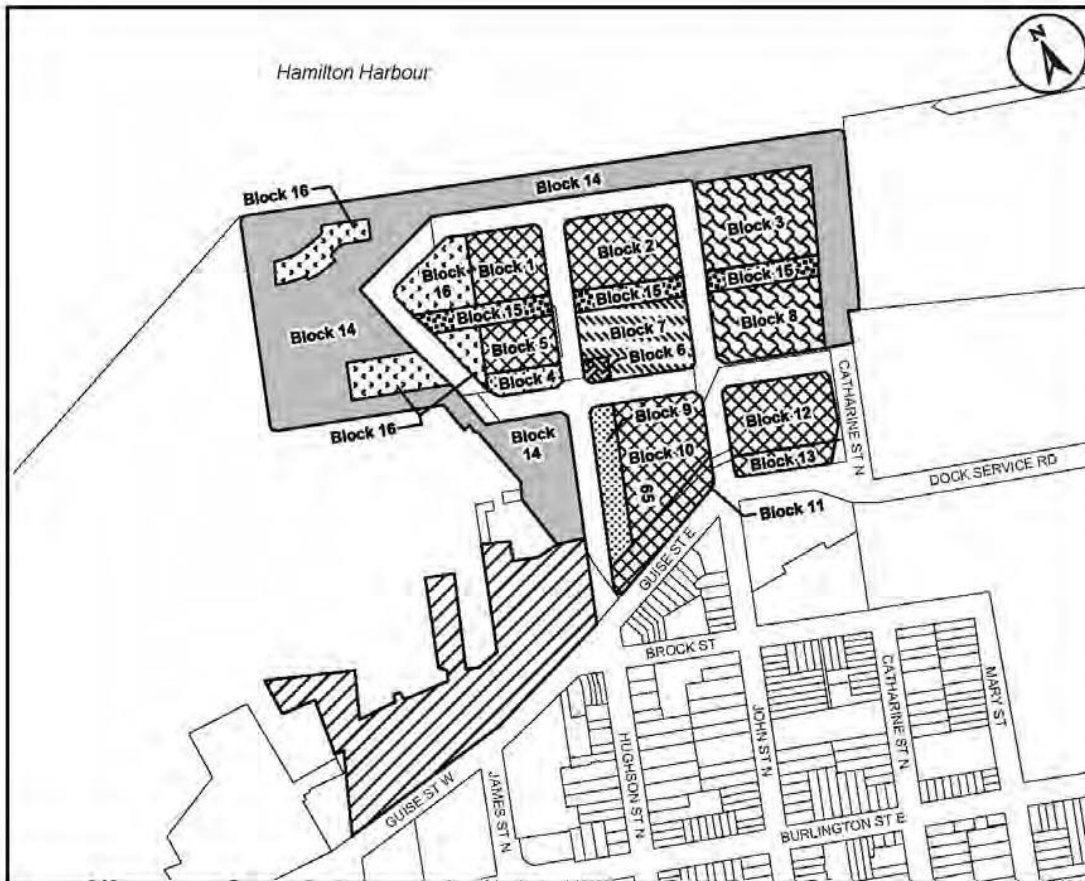 N
Hamilton Harbour
Block 16
Block 14
Block 3
Block 2
Block 1
Block
16
Block 15
Block 15
Block 15
Block 14
Block 7
Block 8
Block 5
Block 6
Block 4
Block 9
Block 12
Block 16
Block
14
Block 10
Block 13
65
Block 11
CATHARINE ST N
DOCK SERVICE RD
GUISE ST E
BROCK ST
MARY ST
CATHARINE ST N
JOHN ST N
HUGHSON ST N
GUISE ST W
JAMES ST N
BURLINGTON ST E